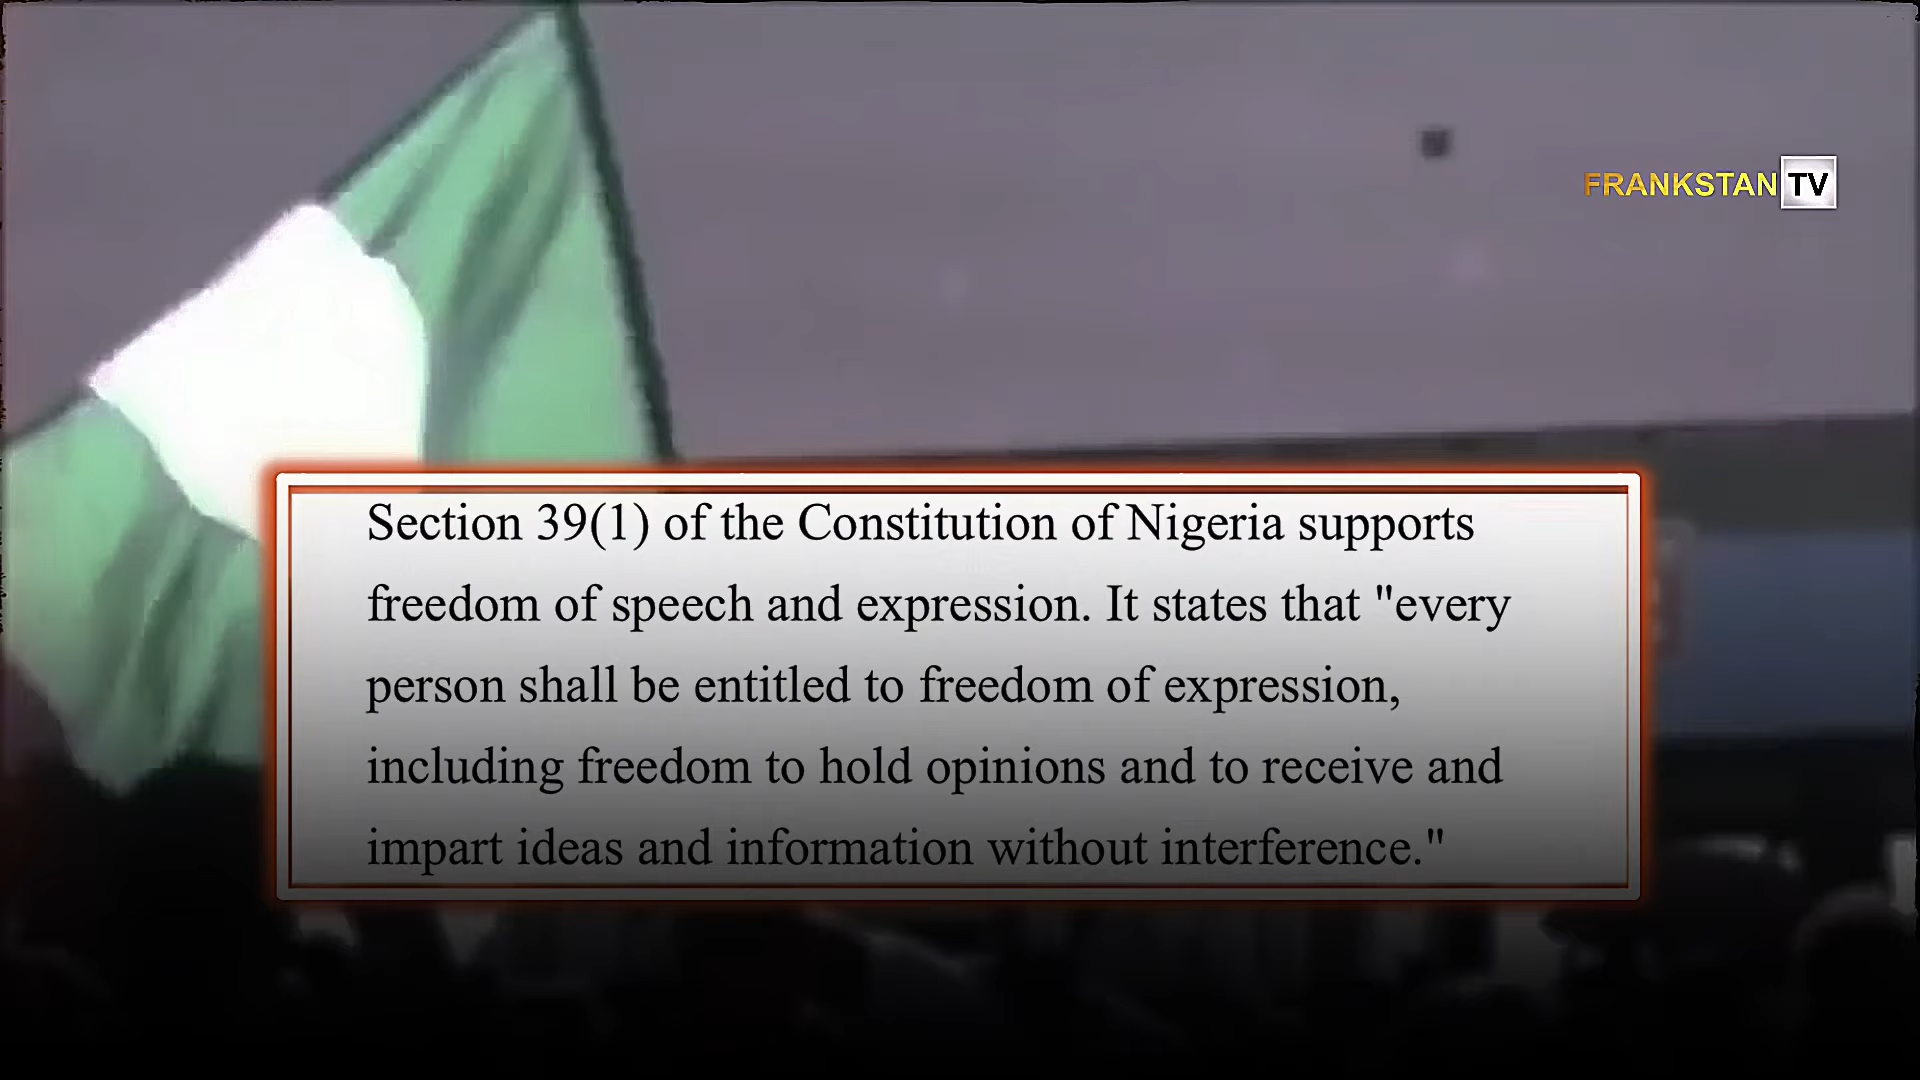 FRANKSTAN TV
Section 39(1) of the Constitution of Nigeria supports
freedom of speech and expression. It states that "every
person shall be entitled to freedom of expression,
including freedom to hold opinions and to receive and
impart ideas and information without interference."